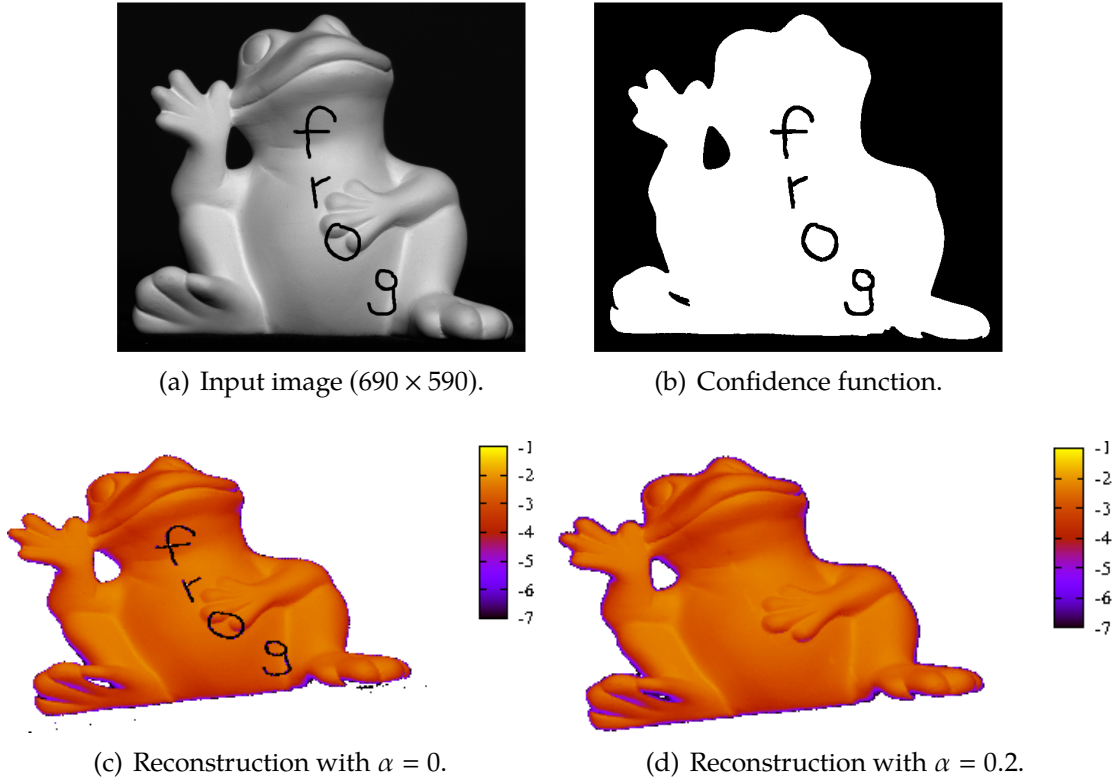 f
r
o
g
f
r
o
g
(a) Input image (690 × 590).
(b) Confidence function.
-1
-2
-3
-4
-5
-6
-7
f
r
o
g
-1
-2
-3
-4
-5
-6
-7
(c) Reconstruction with α = 0.
(d) Reconstruction with α = 0.2.